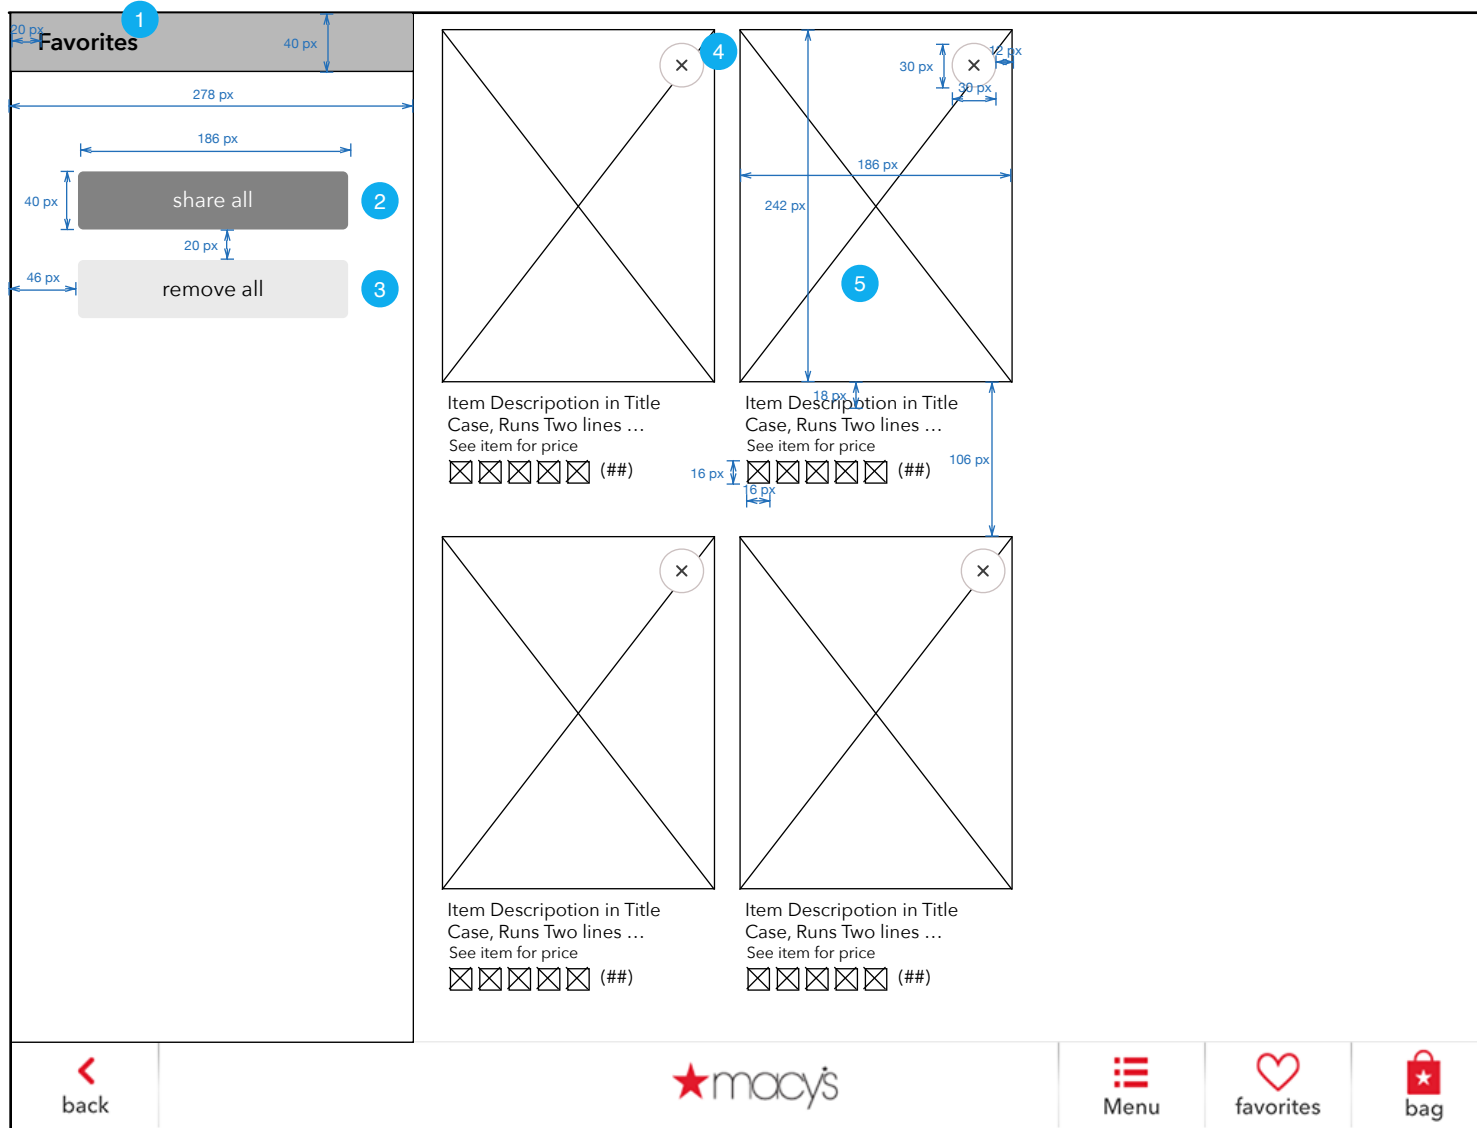 1
20 px
Favorites
40 px
278 px
186 px
40 px
share all
2
20 px
46 px
remove all
3
×
4
30 px
×
12 px
30 px
186 px
242 px
5
18 px
Item Descripotion in Title
Case, Runs Two lines ...
See item for price
(##)
Item Descripotion in Title
Case, Runs Two lines ...
See item for price
16 px
(##)
16 px
106 px
×
×
Item Descripotion in Title
Case, Runs Two lines ...
See item for price
(##)
Item Descripotion in Title
Case, Runs Two lines ...
See item for price
(##)
back
macy's
Menu
favorites
bag